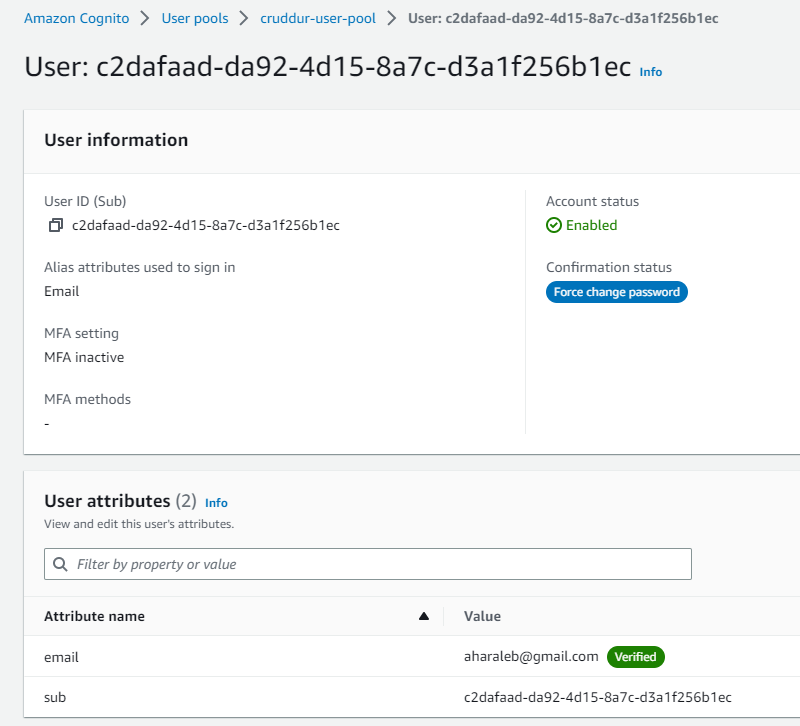 Amazon Cognito > User pools > cruddur-user-pool > User: c2dafaad-da92-4d15-8a7c-d3a1f256b1ec
User: c2dafaad-da92-4d15-8a7c-d3a1f256b1ec Info
User information
User ID (Sub)
c2dafaad-da92-4d15-8a7c-d3a1f256b1ec
Alias attributes used to sign in
Email
MFA setting
MFA inactive
MFA methods
-
Account status
Enabled
Confirmation status
Force change password
User attributes (2) Info
View and edit this user's attributes.
Filter by property or value
Attribute name Value
email aharaleb@gmail.com Verified
sub c2dafaad-da92-4d15-8a7c-d3a1f256b1ec